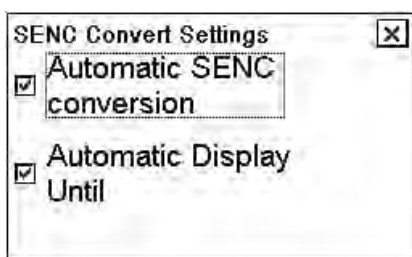 SENC Convert Settings
Automatic SENC
conversion
Automatic Display
Until